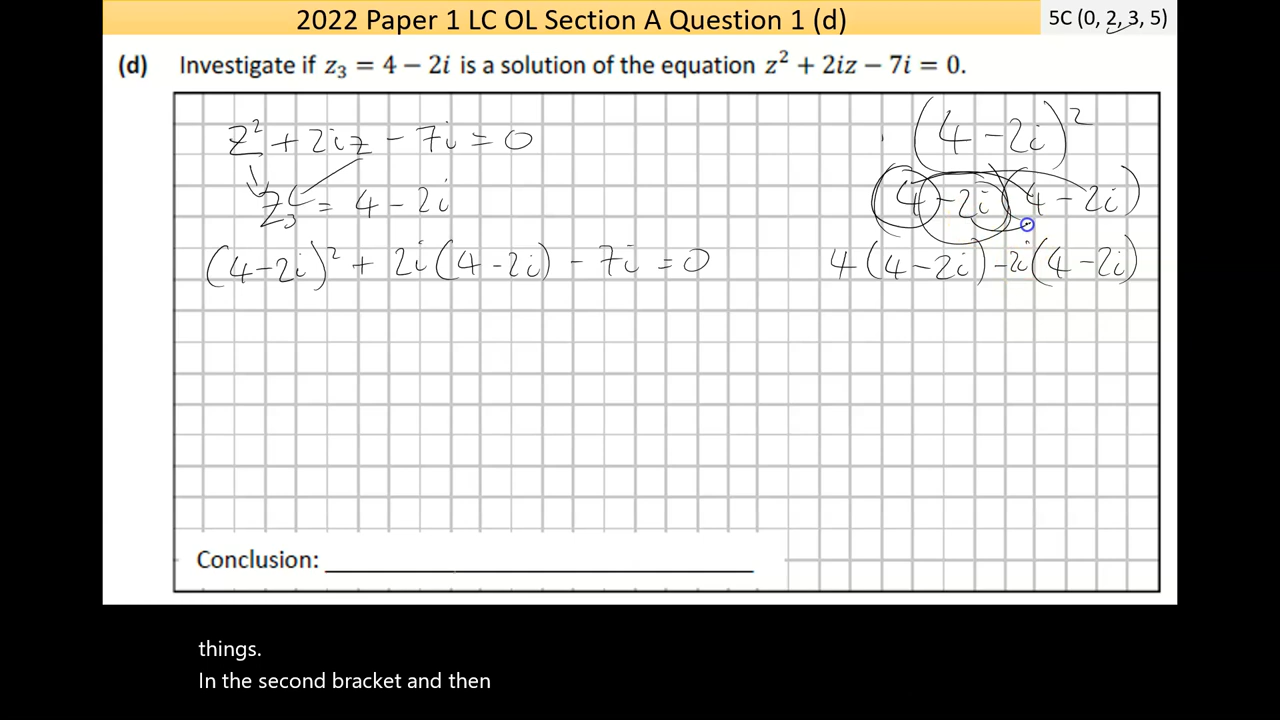 2022 Paper 1 LC OL Section A Question 1 (d)
5C (0, 2, 3, 5)
(d) Investigate if z₃ = 4 − 2i is a solution of the equation z² + 2iz − 7i = 0.
z² + 2iz − 7i = 0
(4 − 2i)²
z₃ = 4 − 2i
(4 − 2i)(4 − 2i)
(4−2i)² + 2i(4−2i) − 7i = 0
4(4−2i) −2i(4−2i)
Conclusion:
things.
In the second bracket and then